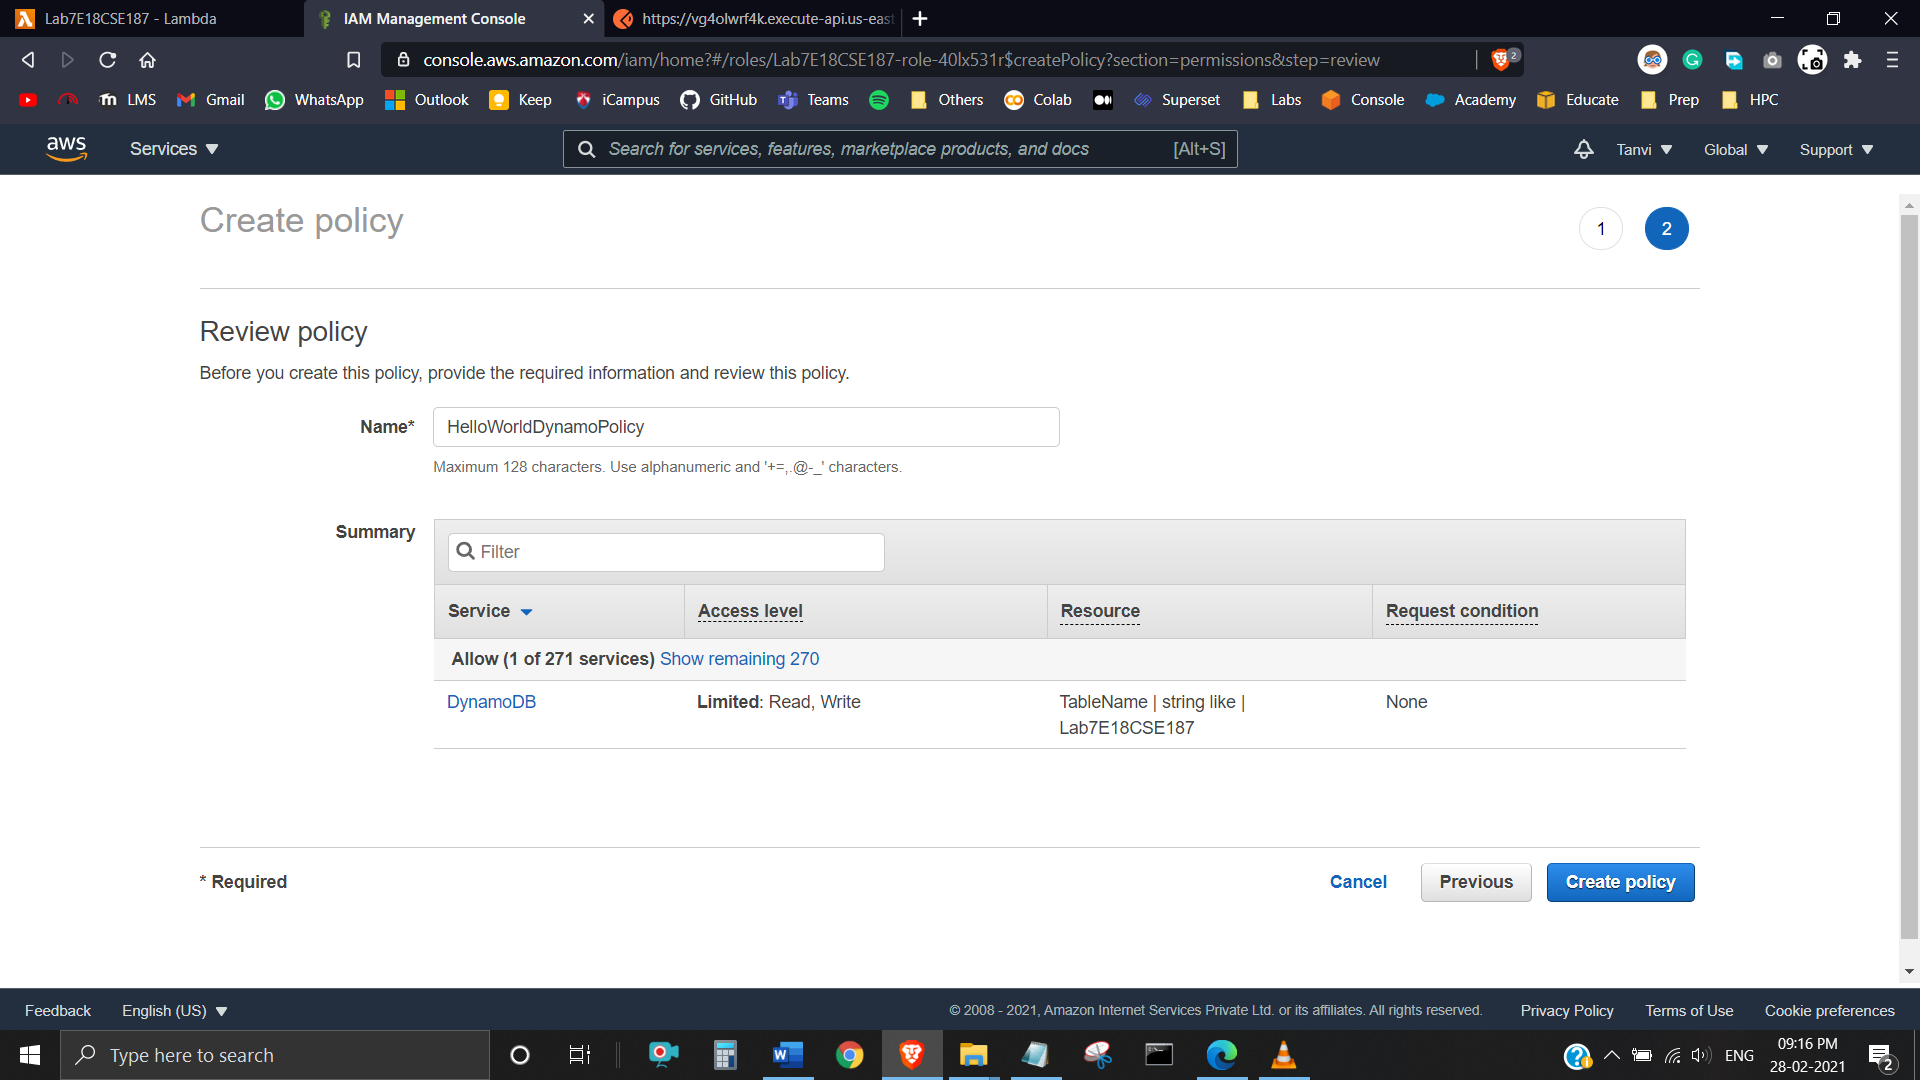 Lab7E18CSE187 - Lambda
IAM Management Console
https://vg4olwrf4k.execute-api.us-east
console.aws.amazon.com/iam/home?#/roles/Lab7E18CSE187-role-40lx531r$createPolicy?section=permissions&step=review
2
LMS
Gmail
WhatsApp
Outlook
Keep
iCampus
GitHub
Teams
Others
Colab
Superset
Labs
Console
Academy
Educate
Prep
HPC
aws
Services
Search for services, features, marketplace products, and docs
[Alt+S]
Tanvi
Global
Support
Create policy
1
2
Review policy
Before you create this policy, provide the required information and review this policy.
Name*
HelloWorldDynamoPolicy
Maximum 128 characters. Use alphanumeric and '+=,.@-_' characters.
Summary
Filter
Service
Access level
Resource
Request condition
Allow (1 of 271 services) Show remaining 270
DynamoDB
Limited: Read, Write
TableName | string like |
Lab7E18CSE187
None
* Required
Cancel
Previous
Create policy
Feedback
English (US)
© 2008 - 2021, Amazon Internet Services Private Ltd. or its affiliates. All rights reserved.
Privacy Policy
Terms of Use
Cookie preferences
Type here to search
ENG
09:16 PM
28-02-2021
2